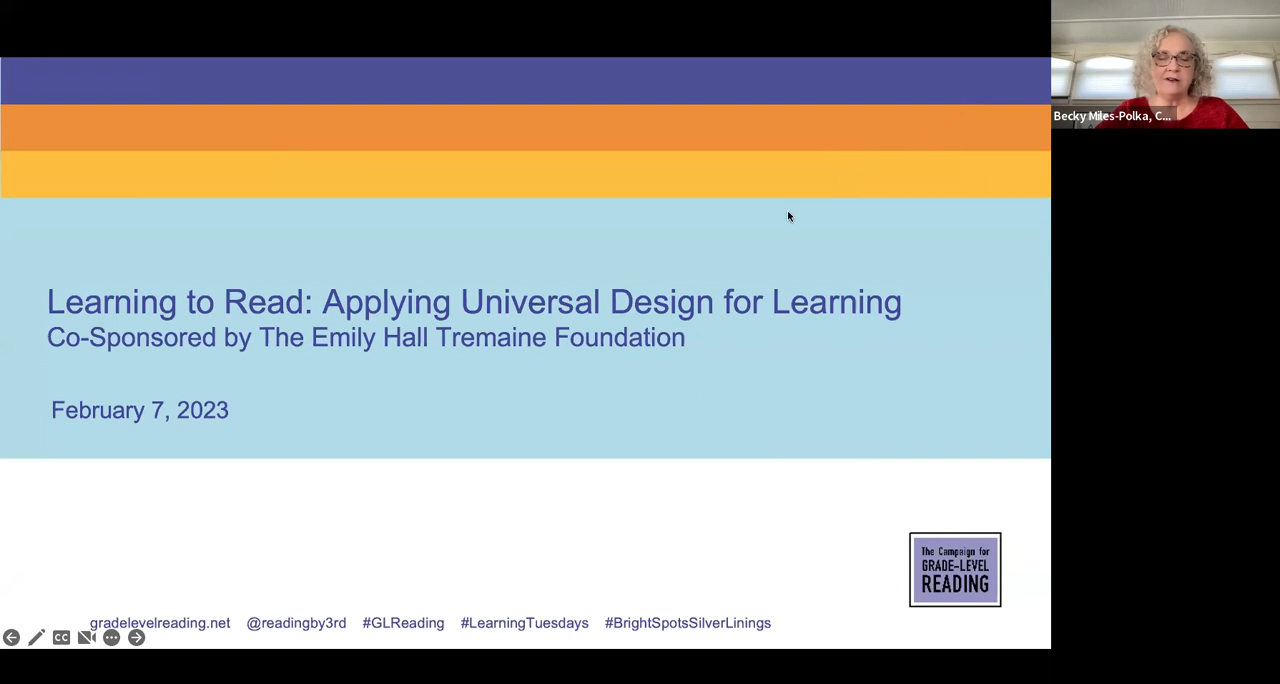 Becky Miles-Polka, C...
Learning to Read: Applying Universal Design for Learning
Co-Sponsored by The Emily Hall Tremaine Foundation
February 7, 2023
The Campaign for
GRADE-LEVEL
READING
gradelevelreading.net @readingby3rd #GLReading #LearningTuesdays #BrightSpotsSilverLinings
CC